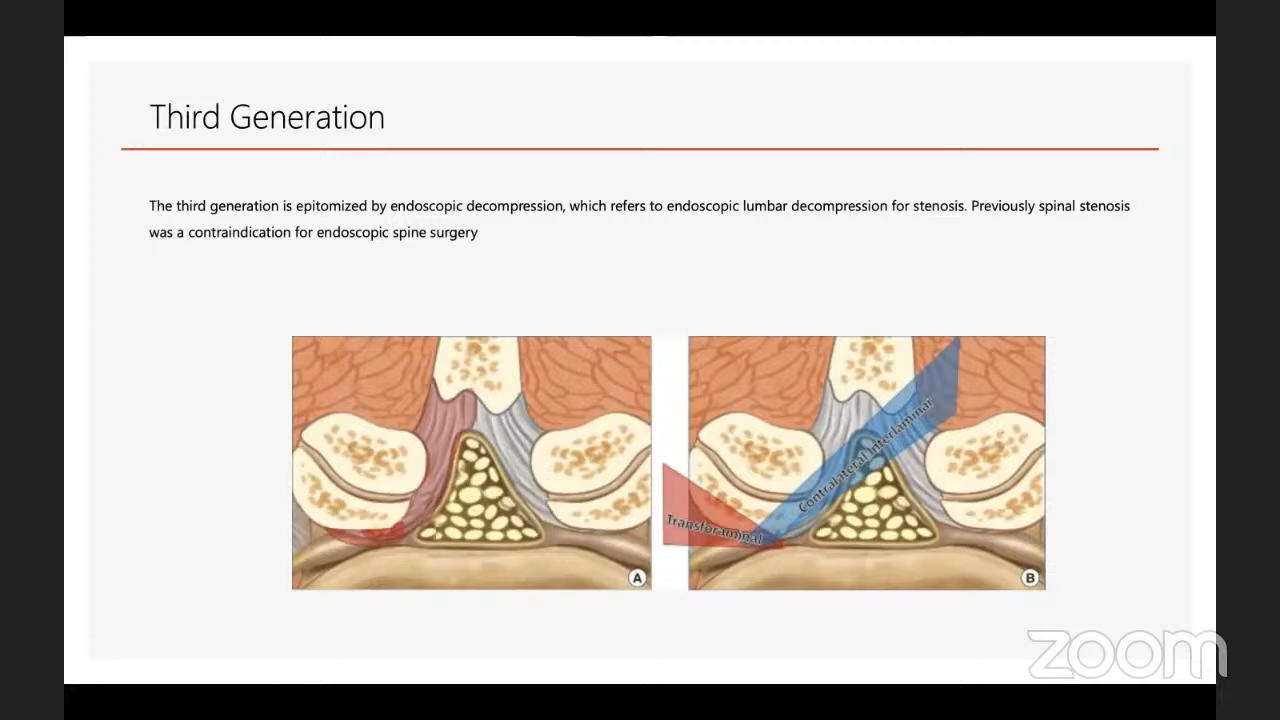 Third Generation
The third generation is epitomized by endoscopic decompression, which refers to endoscopic lumbar decompression for stenosis. Previously spinal stenosis
was a contraindication for endoscopic spine surgery
Contralateral Interlaminar
Transforaminal
A
B
zoom